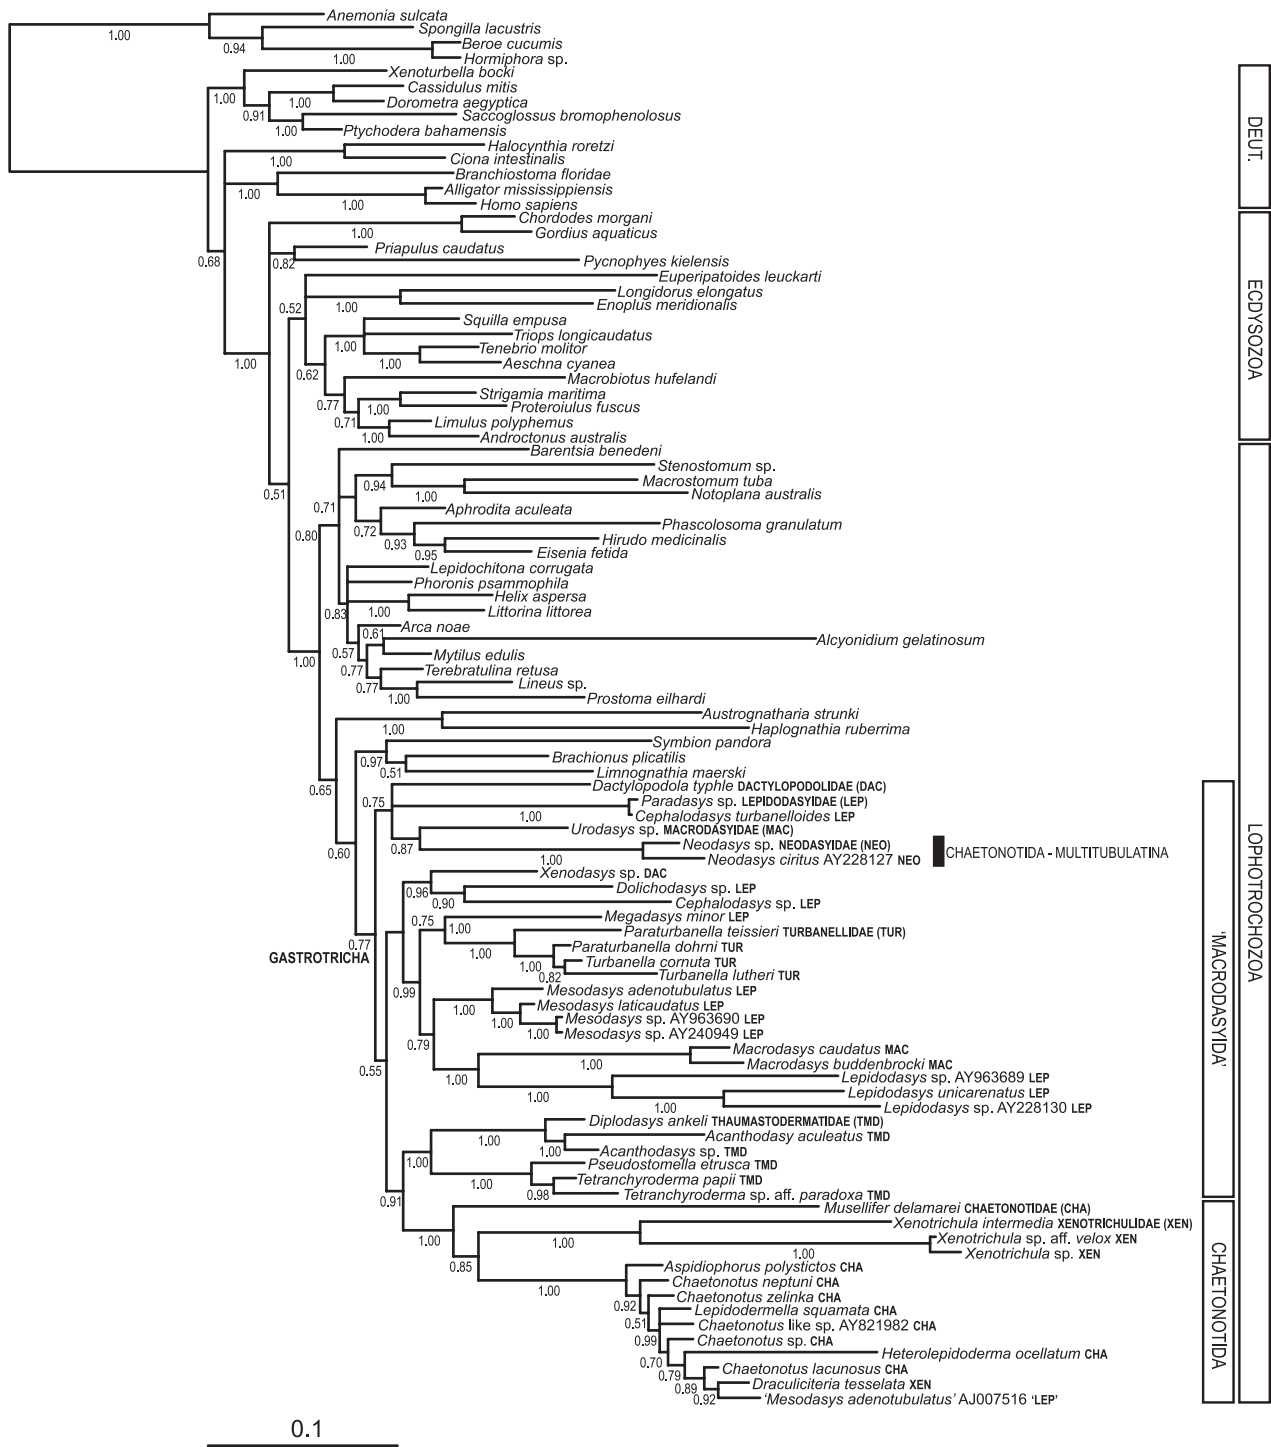 Anemonia sulcata
1.00
Spongilla lacustris
0.94
Beroe cucumis
1.00
Hormiphora sp.
Xenoturbella bocki
1.00
Cassidulus mitis
1.00
Dorometra aegyptica
0.91
Saccoglossus bromophenolosus
1.00
Ptychodera bahamensis
DEUT.
Halocynthia roretzi
1.00
Ciona intestinalis
Branchiostoma floridae
1.00
Alligator mississippiensis
1.00
Homo sapiens
Chordodes morgani
1.00
Gordius aquaticus
0.68
Priapulus caudatus
0.82
Pycnophyes kielensis
Euperipatoides leuckarti
ECDYSOZOA
Longidorus elongatus
0.52
1.00
Enoplus meridionalis
Squilla empusa
Triops longicaudatus
1.00
Tenebrio molitor
1.00
1.00
Aeschna cyanea
0.62
Macrobiotus hufelandi
0.77
Strigamia maritima
1.00
Proteroiulus fuscus
0.71
Limulus polyphemus
1.00
Androctonus australis
Barentsia benedeni
Stenostomum sp.
0.51
0.94
Macrostomum tuba
1.00
Notoplana australis
0.71
Aphrodita aculeata
0.80
0.72
Phascolosoma granulatum
0.93
Hirudo medicinalis
0.95
Eisenia fetida
Lepidochitona corrugata
Phoronis psammophila
Helix aspersa
0.83
1.00
Littorina littorea
Arca noae
0.61
Alcyonidium gelatinosum
1.00
0.57
Mytilus edulis
0.77
Terebratulina retusa
0.77
Lineus sp.
1.00
Prostoma eilhardi
Austrognatharia strunki
1.00
Haplognathia ruberrima
Symbion pandora
0.97
Brachionus plicatilis
0.51
Limnognathia maerski
0.65
Dactylopodola typhle DACTYLOPODOLIDAE (DAC)
0.75
Paradasys sp. LEPIDODASYIDAE (LEP)
1.00
Cephalodasys turbanelloides LEP
Urodasys sp. MACRODASYIDAE (MAC)
0.87
Neodasys sp. NEODASYIDAE (NEO)
0.60
1.00
Neodasys ciritus AY228127 NEO
CHAETONOTIDA - MULTITUBULATINA
LOPHOTROCHOZOA
Xenodasys sp. DAC
0.96
Dolichodasys sp. LEP
0.90
Cephalodasys sp. LEP
0.75
Megadasys minor LEP
1.00
Paraturbanella teissieri TURBANELLIDAE (TUR)
0.77
1.00
Paraturbanella dohrni TUR
GASTROTRICHA
1.00
Turbanella cornuta TUR
0.82
Turbanella lutheri TUR
0.99
'MACRODASYIDA'
Mesodasys adenotubulatus LEP
1.00
Mesodasys laticaudatus LEP
1.00
Mesodasys sp. AY963690 LEP
1.00
Mesodasys sp. AY240949 LEP
0.79
Macrodasys caudatus MAC
0.55
1.00
Macrodasys buddenbrocki MAC
1.00
Lepidodasys sp. AY963689 LEP
1.00
Lepidodasys unicarenatus LEP
1.00
Lepidodasys sp. AY228130 LEP
Diplodasys ankeli THAUMASTODERMATIDAE (TMD)
1.00
Acanthodasy aculeatus TMD
1.00
Acanthodasys sp. TMD
1.00
Pseudostomella etrusca TMD
1.00
Tetranchyroderma papii TMD
0.98
Tetranchyroderma sp. aff. paradoxa TMD
0.91
Musellifer delamarei CHAETONOTIDAE (CHA)
1.00
Xenotrichula intermedia XENOTRICHULIDAE (XEN)
1.00
Xenotrichula sp. aff. velox XEN
1.00
Xenotrichula sp. XEN
0.85
Aspidiophorus polystictos CHA
1.00
Chaetonotus neptuni CHA
0.92
Chaetonotus zelinka CHA
0.51
Lepidodermella squamata CHA
Chaetonotus like sp. AY821982 CHA
0.99
Chaetonotus sp. CHA
0.70
Heterolepidoderma ocellatum CHA
0.79
Chaetonotus lacunosus CHA
0.89
Draculiciteria tesselata XEN
0.92
'Mesodasys adenotubulatus' AJ007516 'LEP'
CHAETONOTIDA
0.1